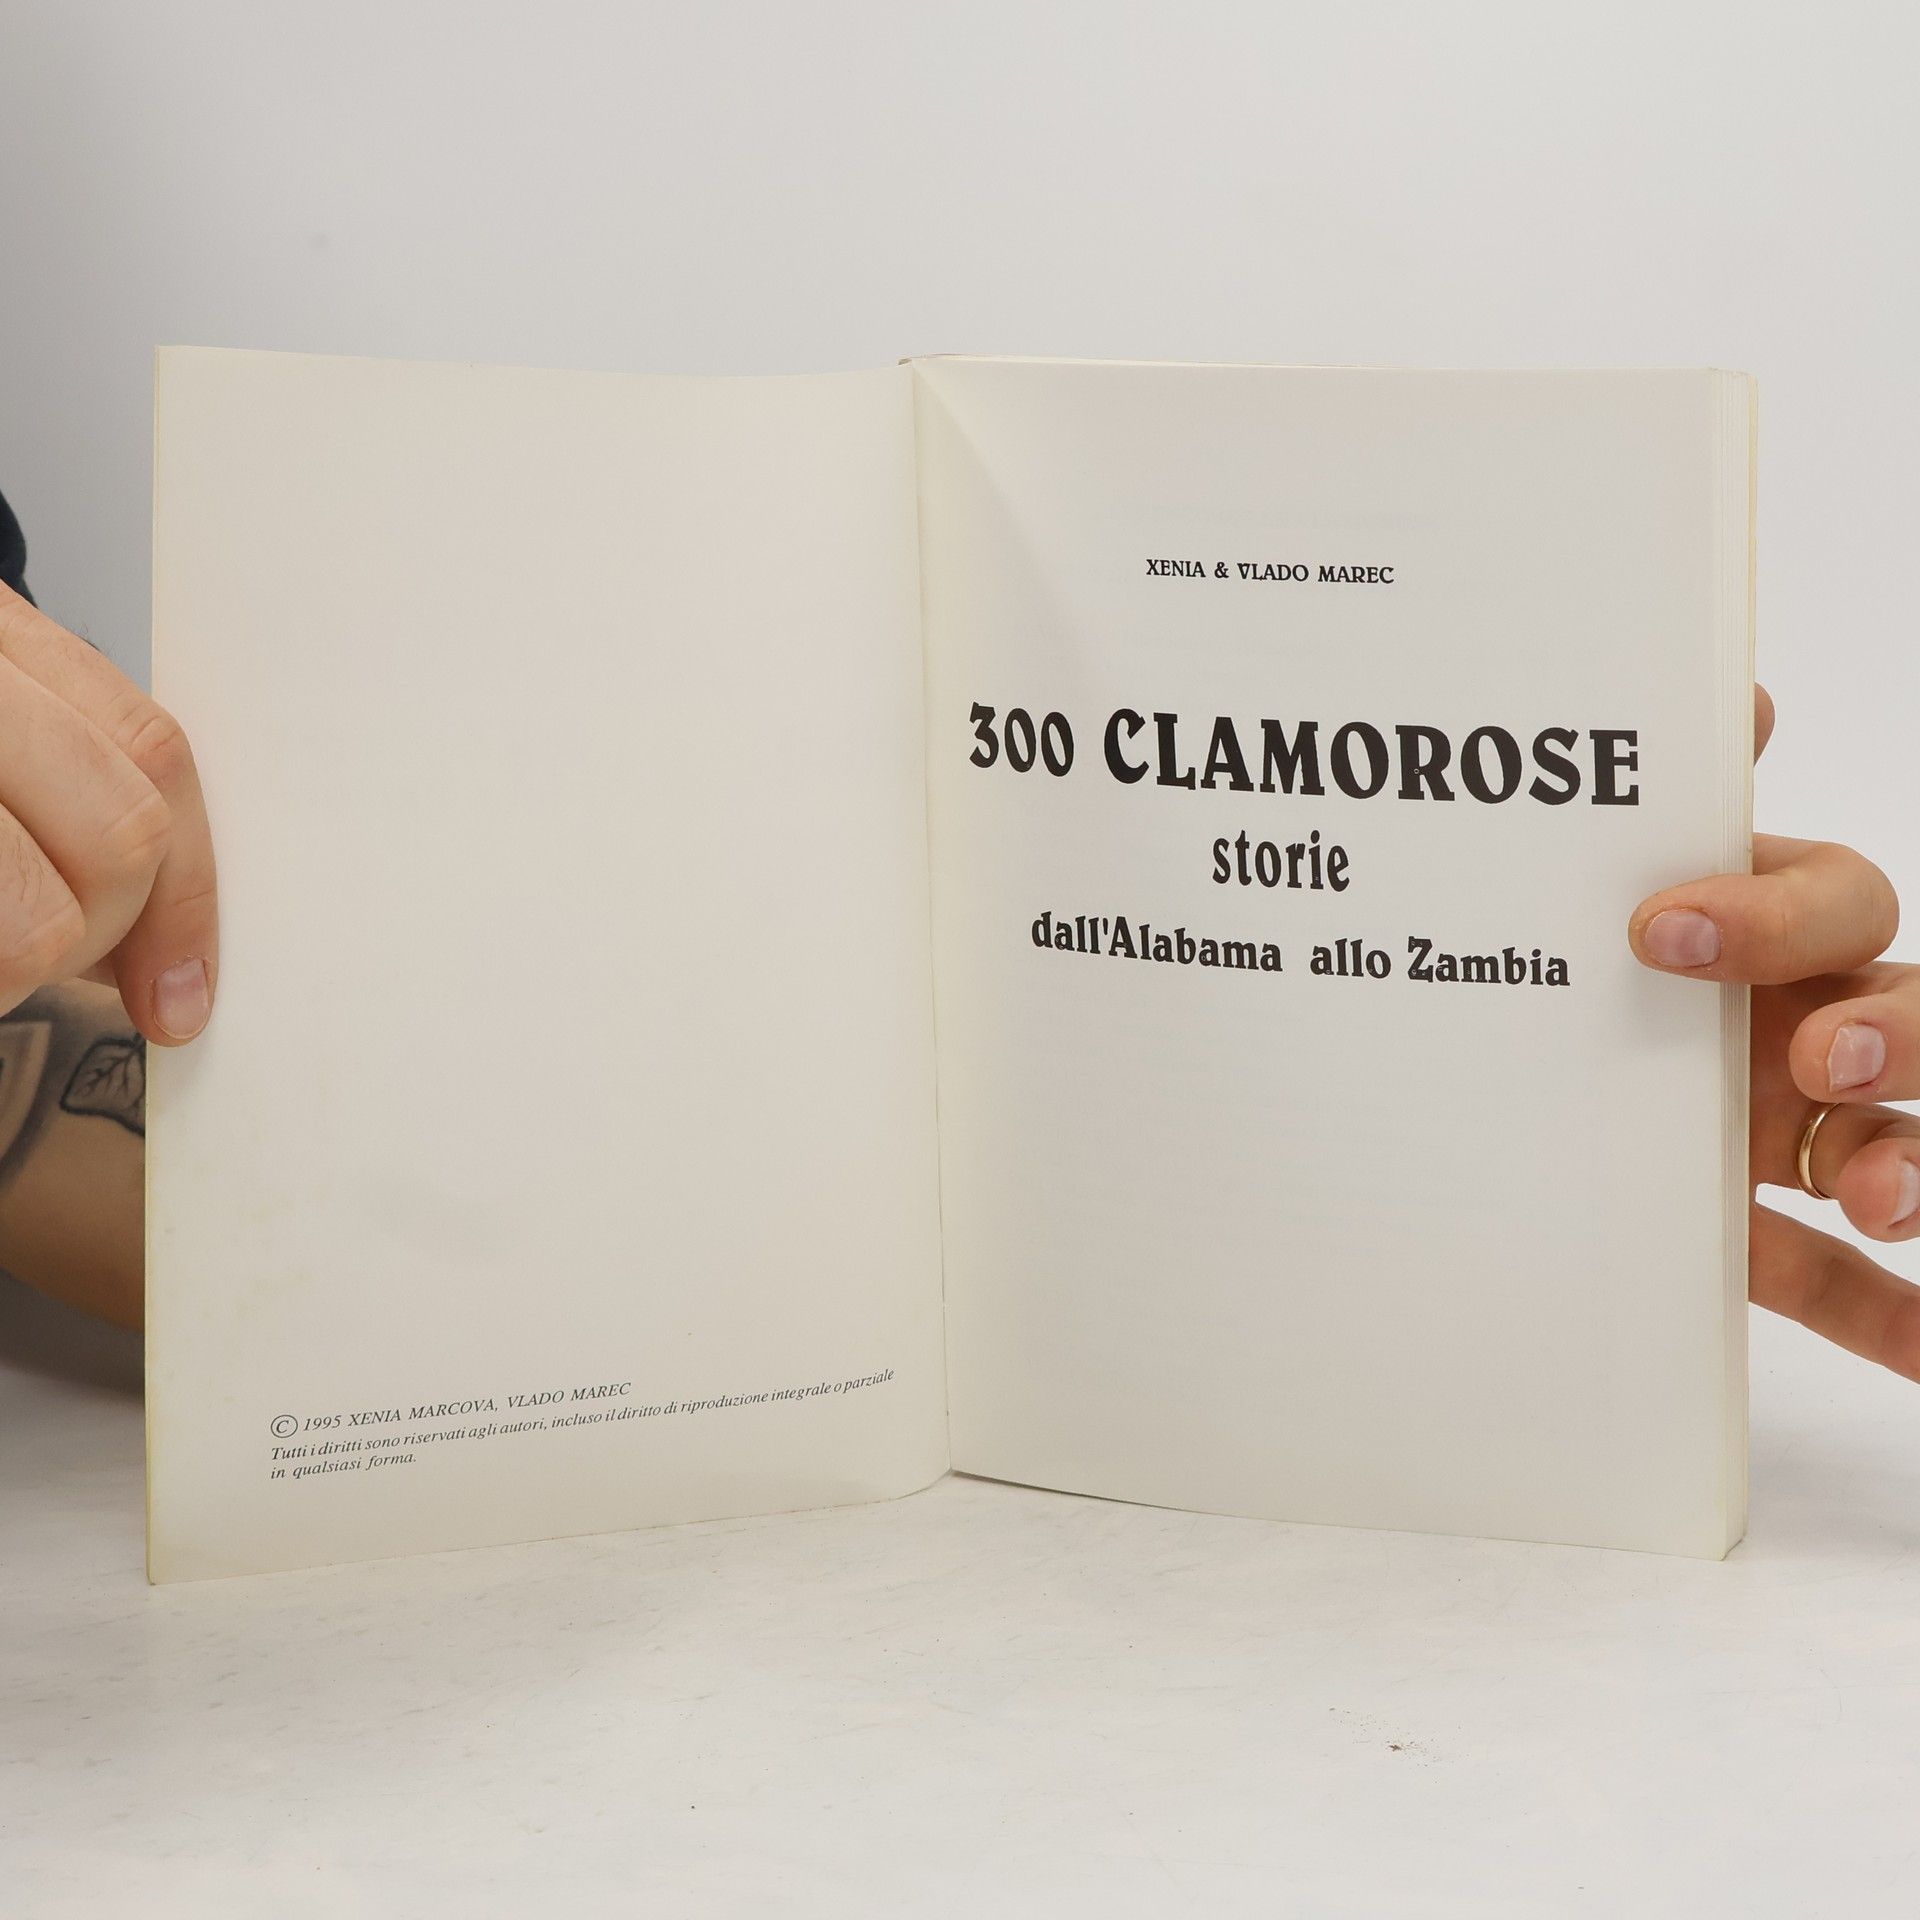 © 1995 XENIA MARCOVA, VLADO MAREC
Tutti i diritti sono riservati agli autori, incluso il diritto di riproduzione integrale o parziale
in qualsiasi forma.
XENIA & VLADO MAREC
300 CLAMOROSE
storie
dall'Alabama allo Zambia